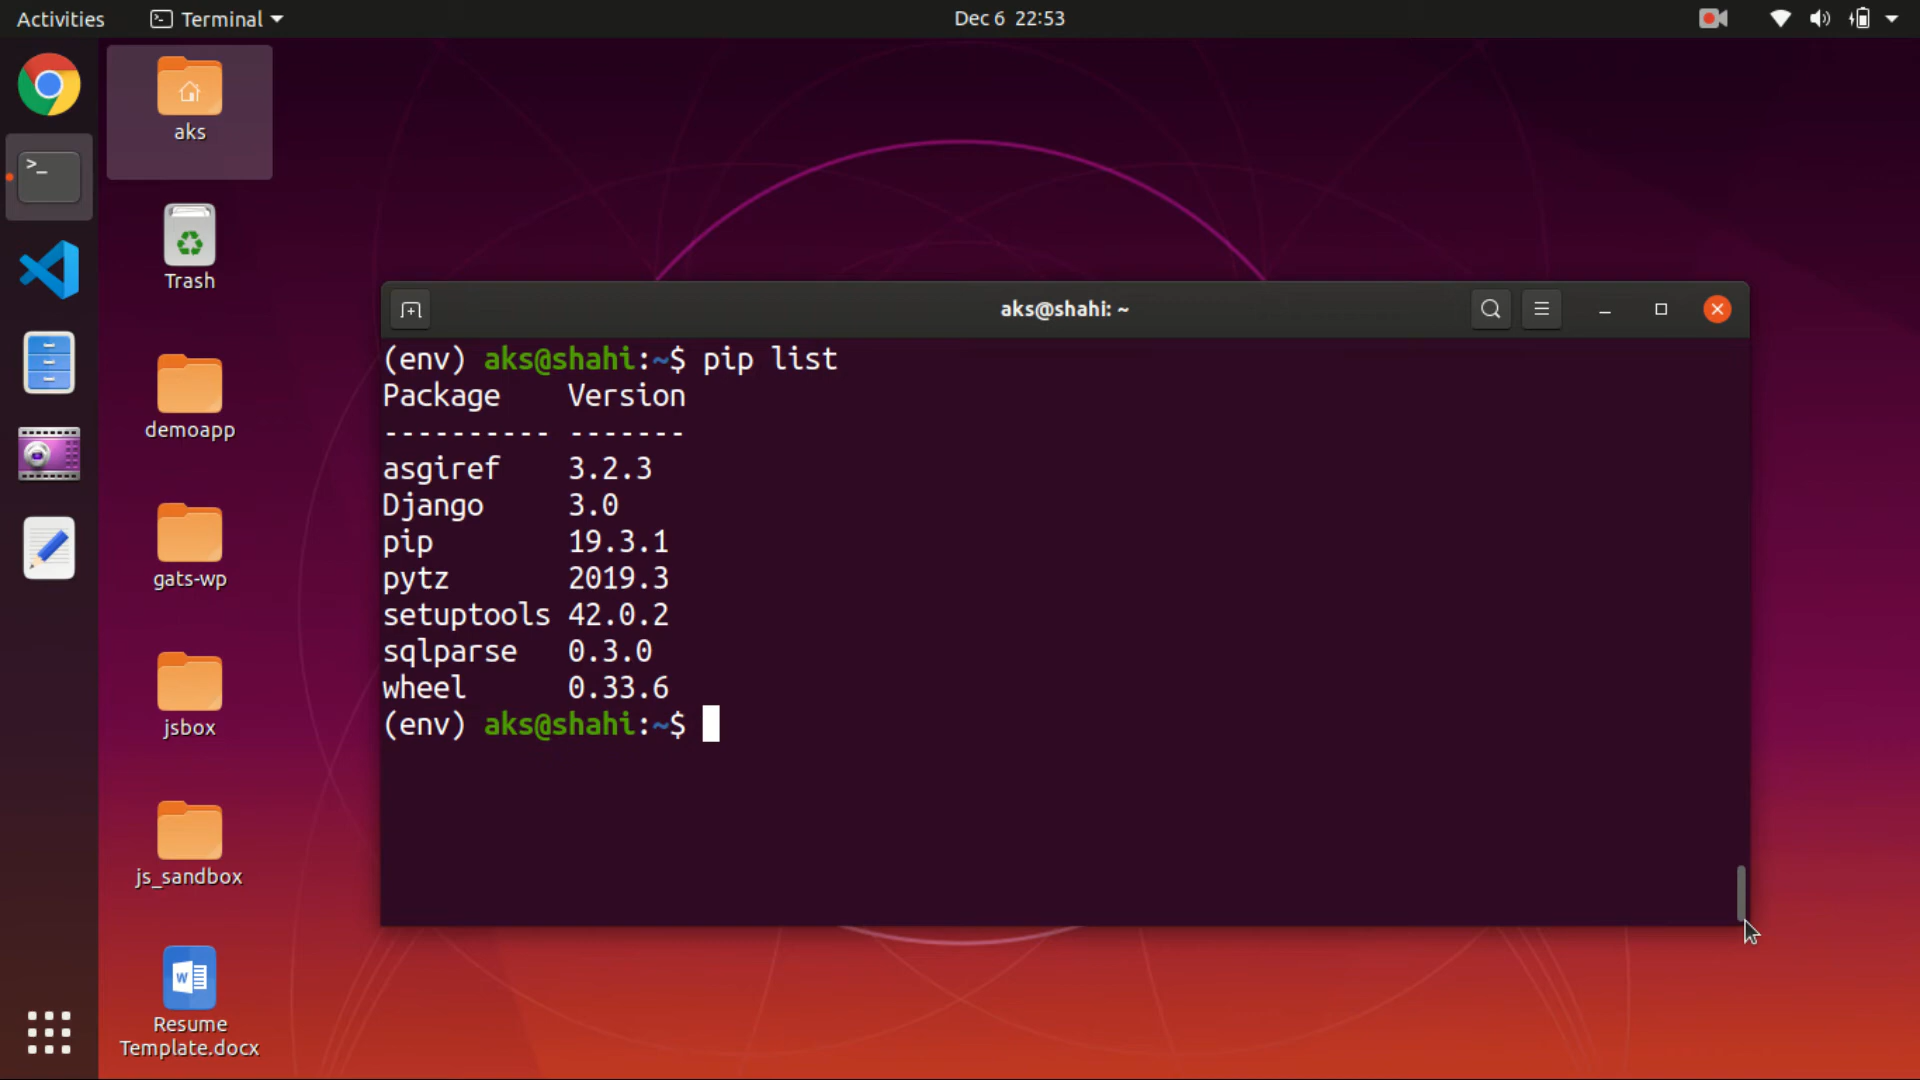 Activities
Terminal
Dec 6 22:53
aks
Trash
demoapp
gats-wp
jsbox
js_sandbox
W
Resume
Template.docx
>_
aks@shahi: ~
(env) aks@shahi:~$ pip list
Package    Version
---------- -------
asgiref    3.2.3
Django     3.0
pip        19.3.1
pytz       2019.3
setuptools 42.0.2
sqlparse   0.3.0
wheel      0.33.6
(env) aks@shahi:~$